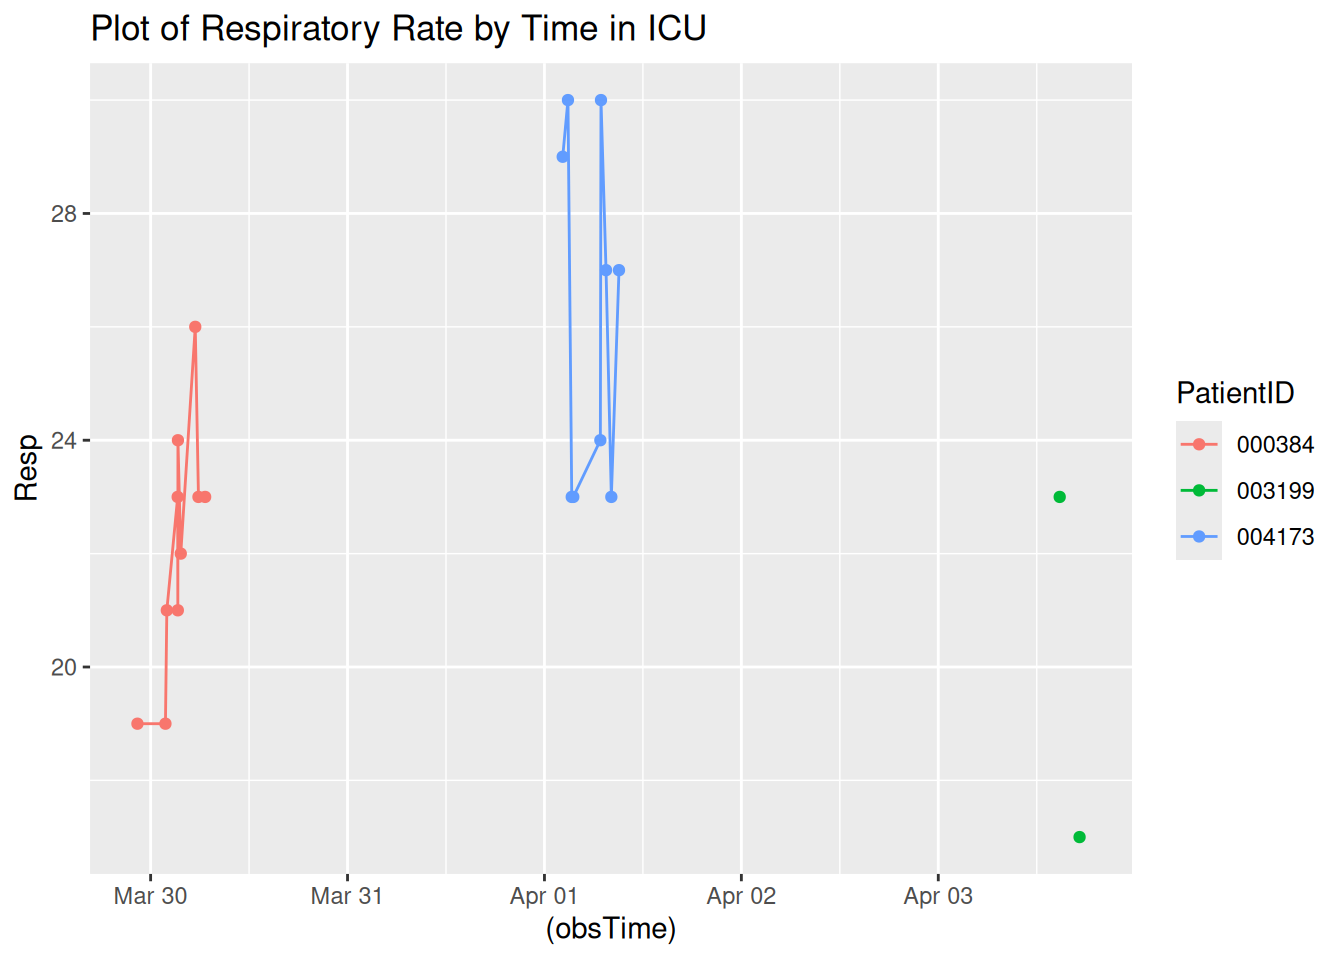 Plot of Respiratory Rate by Time in ICU
Resp
28
24
20
Mar 30
Mar 31
Apr 01
Apr 02
Apr 03
(obsTime)
PatientID
000384
003199
004173